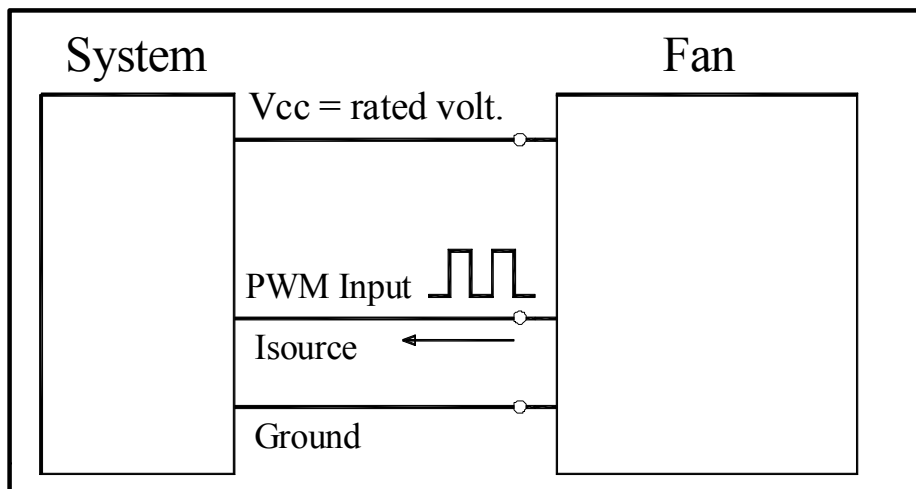 System
Fan
Vcc = rated volt.
PWM Input
Isource
Ground